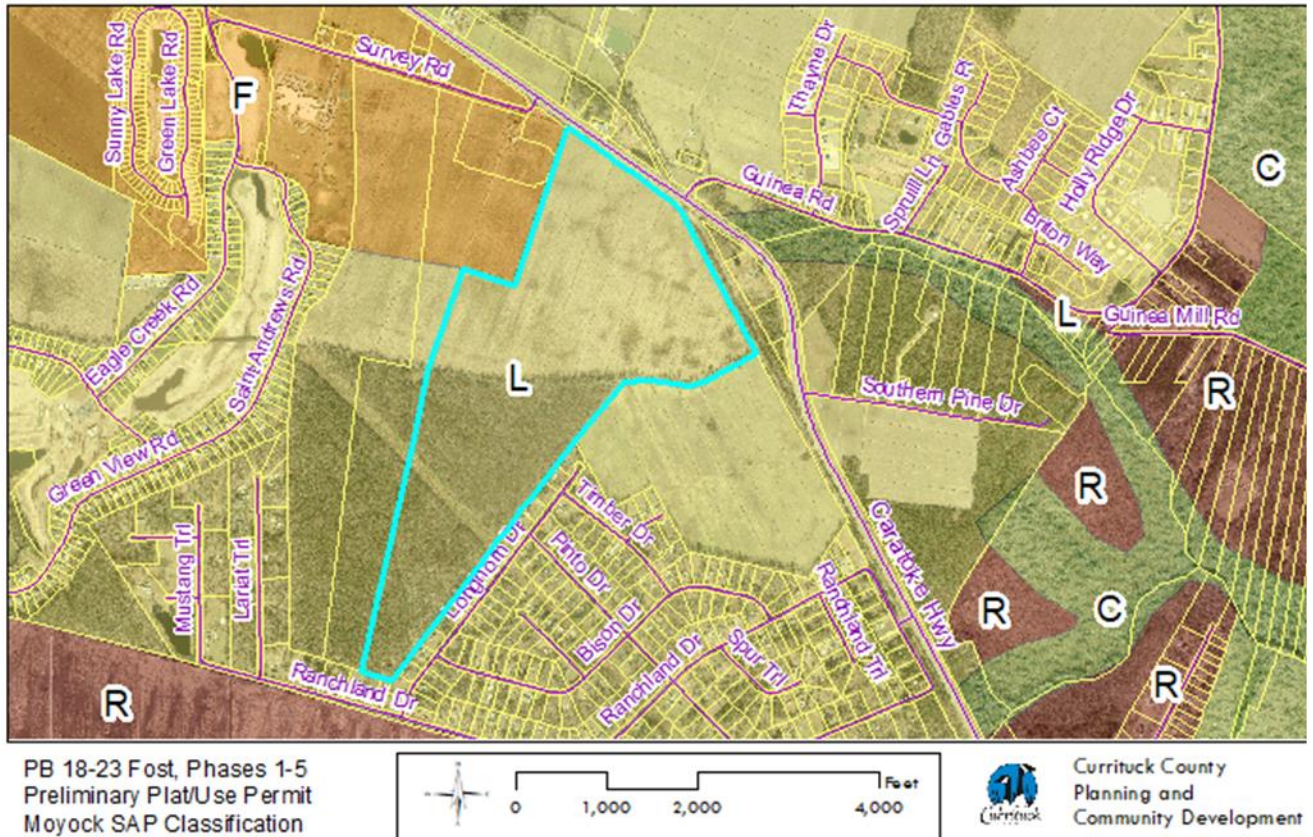 Sunny Lake Rd
Green Lake Rd
F
Survey Rd
Thayne Dr
Gables Pl
Ashbee Ct
Holly Ridge Dr
C
Guinea Rd
Spruill Ln
Briton Way
Eagle Creek Rd
Saint Andrews Rd
L
L
Guinea Mill Rd
R
Green View Rd
Southern Pine Dr
Mustang Trl
Lariat Trl
Longhorn Dr
Timber Dr
Pinto Dr
Bison Dr
Ranchland Dr
Spur Trl
Ranchland Trl
Caratoke Hwy
R
R
C
R
R
Ranchland Dr
PB 18-23 Fost, Phases 1-5
Preliminary Plat/Use Permit
Moyock SAP Classification
Feet
0 1,000 2,000 4,000
Currituck
Currituck County
Planning and
Community Development